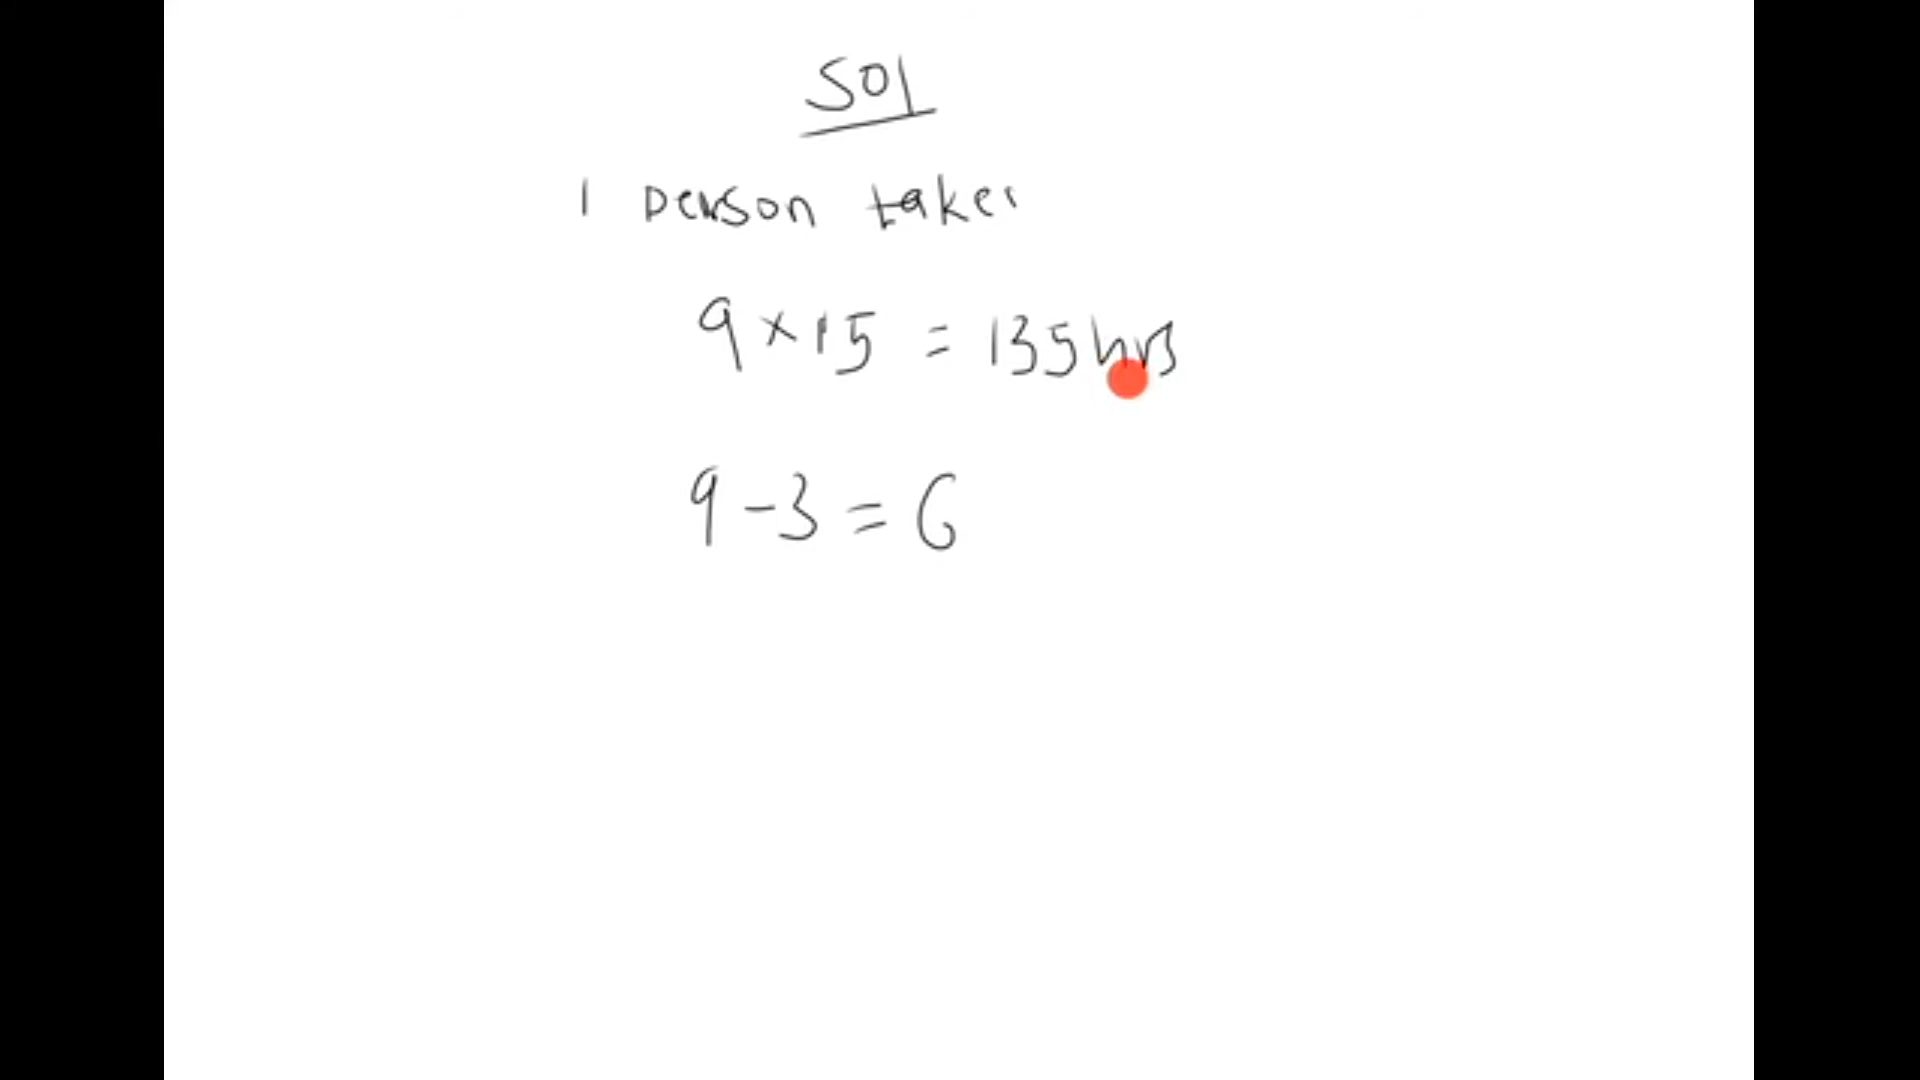 Sol
1 person takes
9 × 15 = 135 hrs
9 - 3 = 6